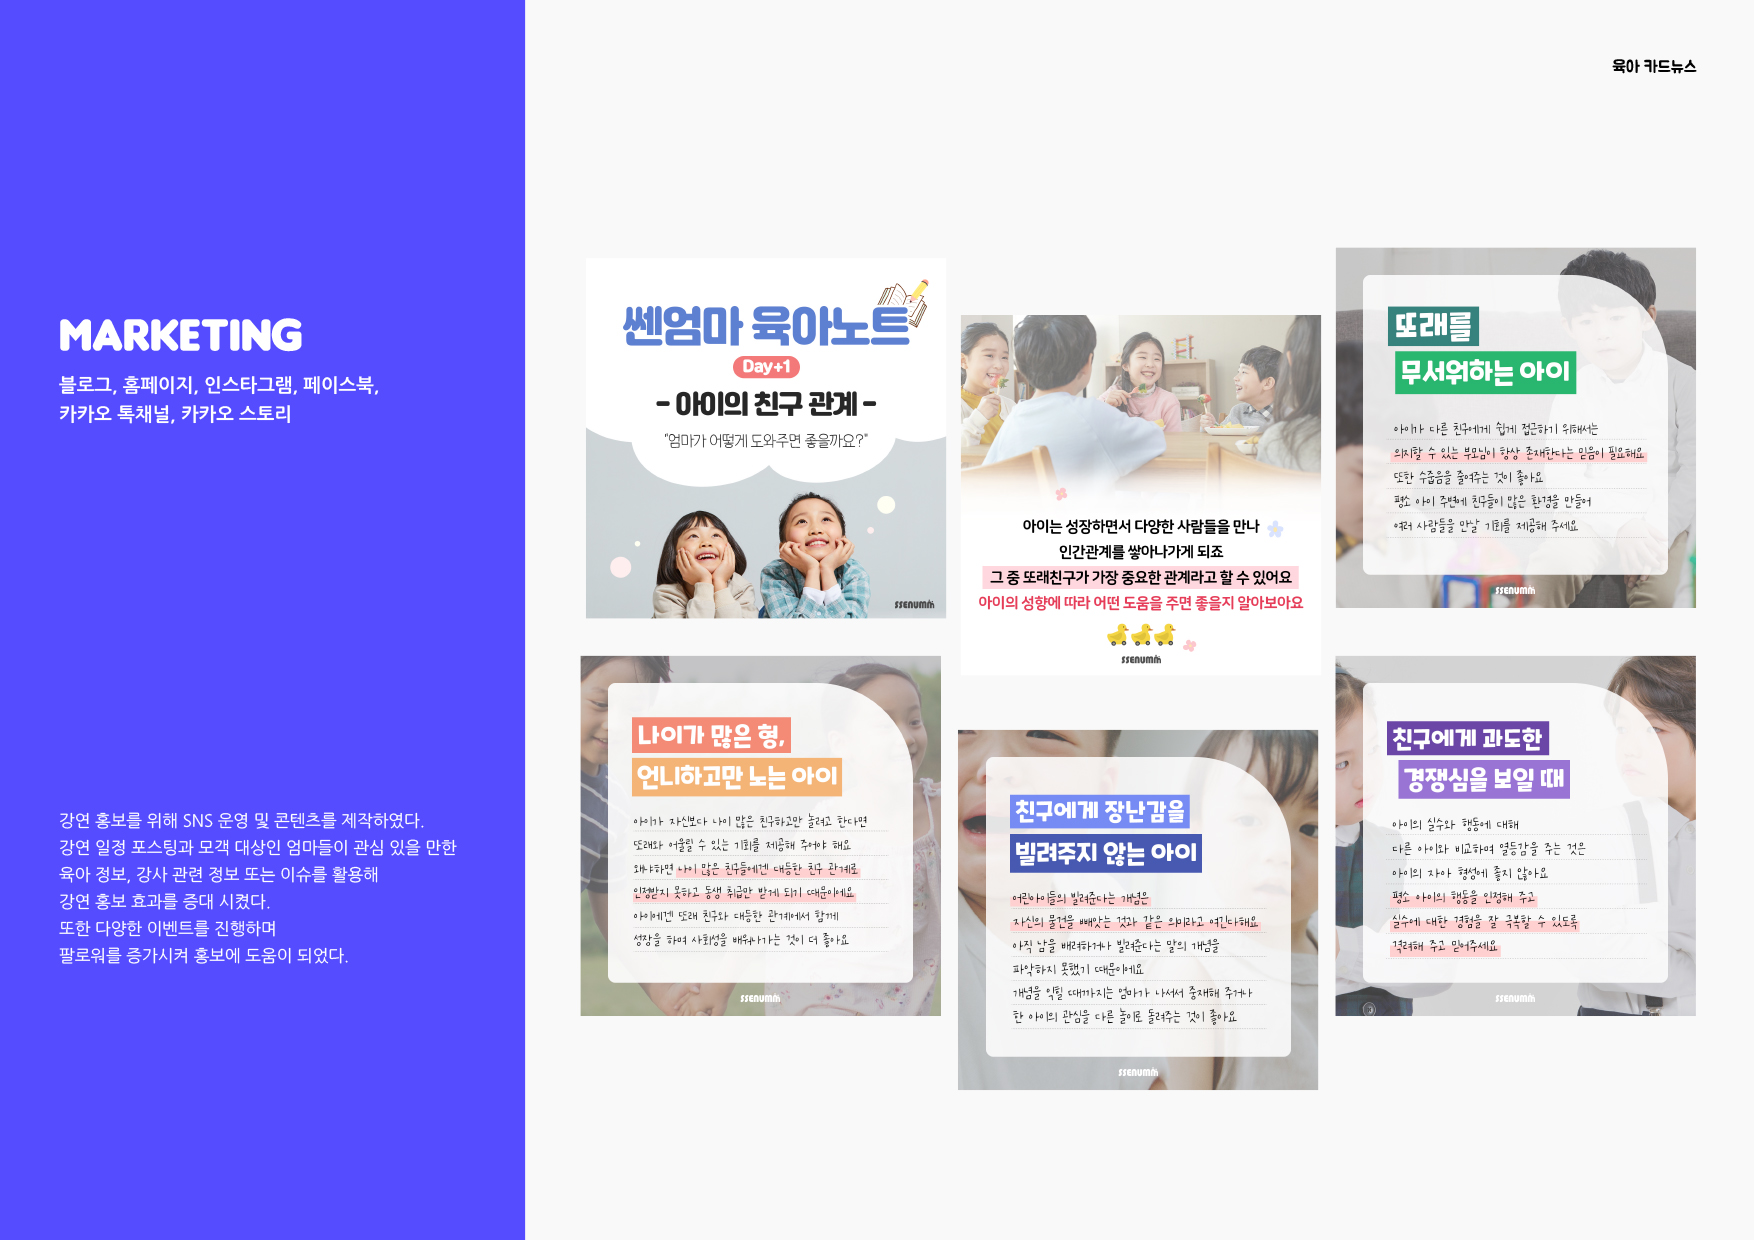 육아 카드뉴스
MARKETING
블로그, 홈페이지, 인스타그램, 페이스북,
카카오 톡채널, 카카오 스토리
강연 홍보를 위해 SNS 운영 및 콘텐츠를 제작하였다.
강연 일정 포스팅과 모객 대상인 엄마들이 관심 있을 만한
육아 정보, 강사 관련 정보 또는 이슈를 활용해
강연 홍보 효과를 증대 시켰다.
또한 다양한 이벤트를 진행하며
팔로워를 증가시켜 홍보에 도움이 되었다.
쎈엄마 육아노트
Day+1
- 아이의 친구 관계 -
"엄마가 어떻게 도와주면 좋을까요?"
SSENUMM
아이는 성장하면서 다양한 사람들을 만나
인간관계를 쌓아나가게 되죠
그 중 또래친구가 가장 중요한 관계라고 할 수 있어요
아이의 성향에 따라 어떤 도움을 주면 좋을지 알아보아요
SSENUMM
또래를
무서워하는 아이
아이가 다른 친구에게 쉽게 접근하기 위해서는
의지할 수 있는 부모님이 항상 존재한다는 믿음이 필요해요
또한 수줍음을 줄여주는 것이 좋아요
평소 아이 주변에 친구들이 많은 환경을 만들어
여러 사람들을 만날 기회를 제공해 주세요
SSENUMM
나이가 많은 형,
언니하고만 노는 아이
아이가 자신보다 나이 많은 친구하고만 놀려고 한다면
또래와 어울릴 수 있는 기회를 제공해 주어야 해요
왜냐하면 나이 많은 친구들에겐 대등한 친구 관계로
인정받지 못하고 동생 취급만 받게 되기 때문이에요
아이에겐 또래 친구와 대등한 관계에서 함께
성장을 하며 사회성을 배워나가는 것이 더 좋아요
SSENUMM
친구에게 장난감을
빌려주지 않는 아이
어린아이들의 빌려준다는 개념은
자신의 물건을 빼앗는 것과 같은 의미라고 여긴다해요
아직 남을 배려하거나 빌려준다는 말의 개념을
파악하지 못했기 때문이에요
개념을 익힐 때까지는 엄마가 나서서 중재해 주거나
한 아이의 관심을 다른 놀이로 돌려주는 것이 좋아요
SSENUMM
친구에게 과도한
경쟁심을 보일 때
아이의 실수와 행동에 대해
다른 아이와 비교하며 열등감을 주는 것은
아이의 자아 형성에 좋지 않아요
평소 아이의 행동을 인정해 주고
실수에 대한 경험을 잘 극복할 수 있도록
격려해 주고 믿어주세요
SSENUMM